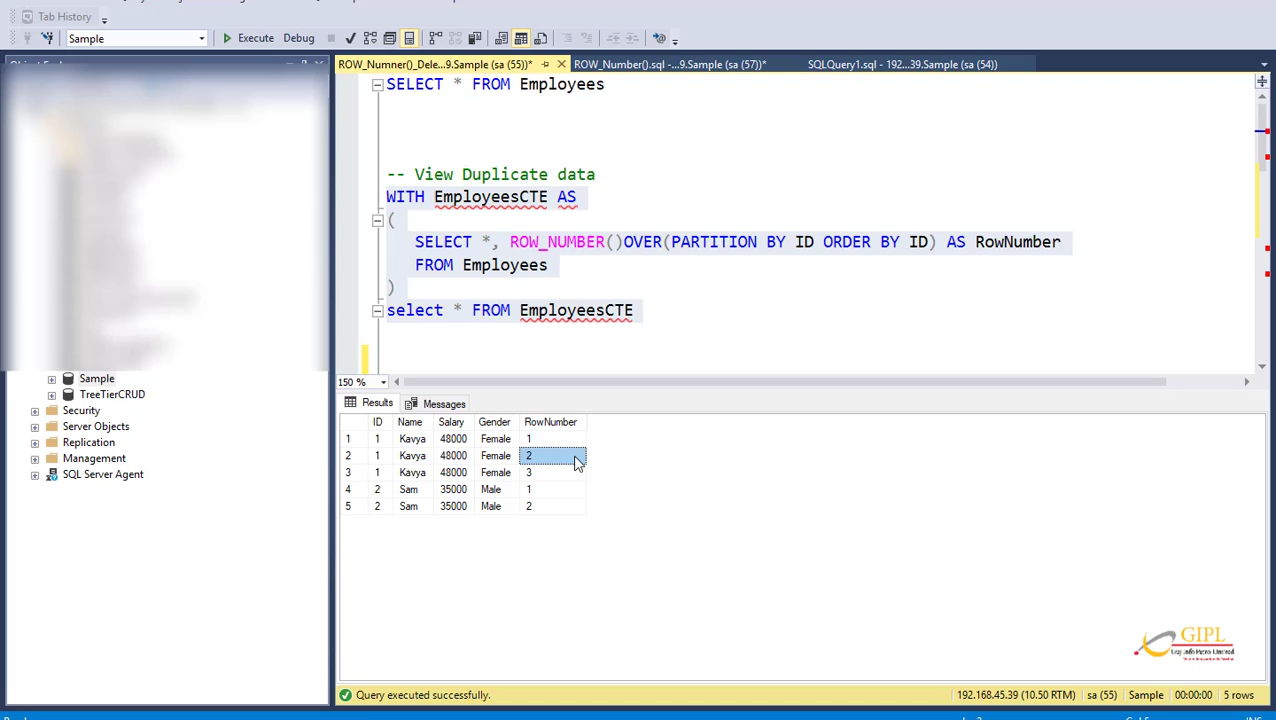 Tab History
Sample
Execute
Debug
ROW_Numner()_Dele...9.Sample (sa (55))*
ROW_Number().sql -...9.Sample (sa (57))*
SQLQuery1.sql - 192....39.Sample (sa (54))
SELECT * FROM Employees
-- View Duplicate data
WITH EmployeesCTE AS
(
SELECT *, ROW_NUMBER()OVER(PARTITION BY ID ORDER BY ID) AS RowNumber
FROM Employees
)
select * FROM EmployeesCTE
150 %
Sample
TreeTierCRUD
Security
Server Objects
Replication
Management
SQL Server Agent
Results
Messages
ID Name Salary Gender RowNumber
1 1 Kavya 48000 Female 1
2 1 Kavya 48000 Female 2
3 1 Kavya 48000 Female 3
4 2 Sam 35000 Male 1
5 2 Sam 35000 Male 2
GIPL
Query executed successfully.
192.168.45.39 (10.50 RTM)
sa (55)
Sample
00:00:00
5 rows